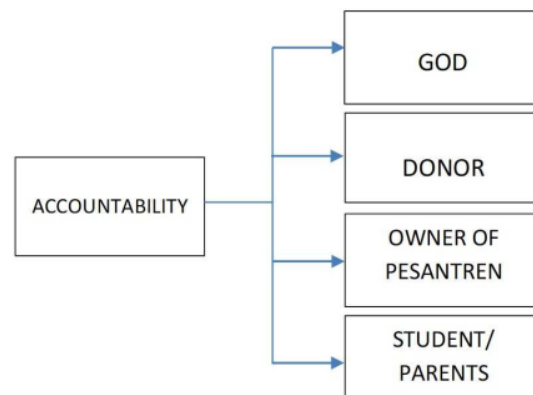 GOD
DONOR
ACCOUNTABILITY
OWNER OF
PESANTREN
STUDENT/
PARENTS